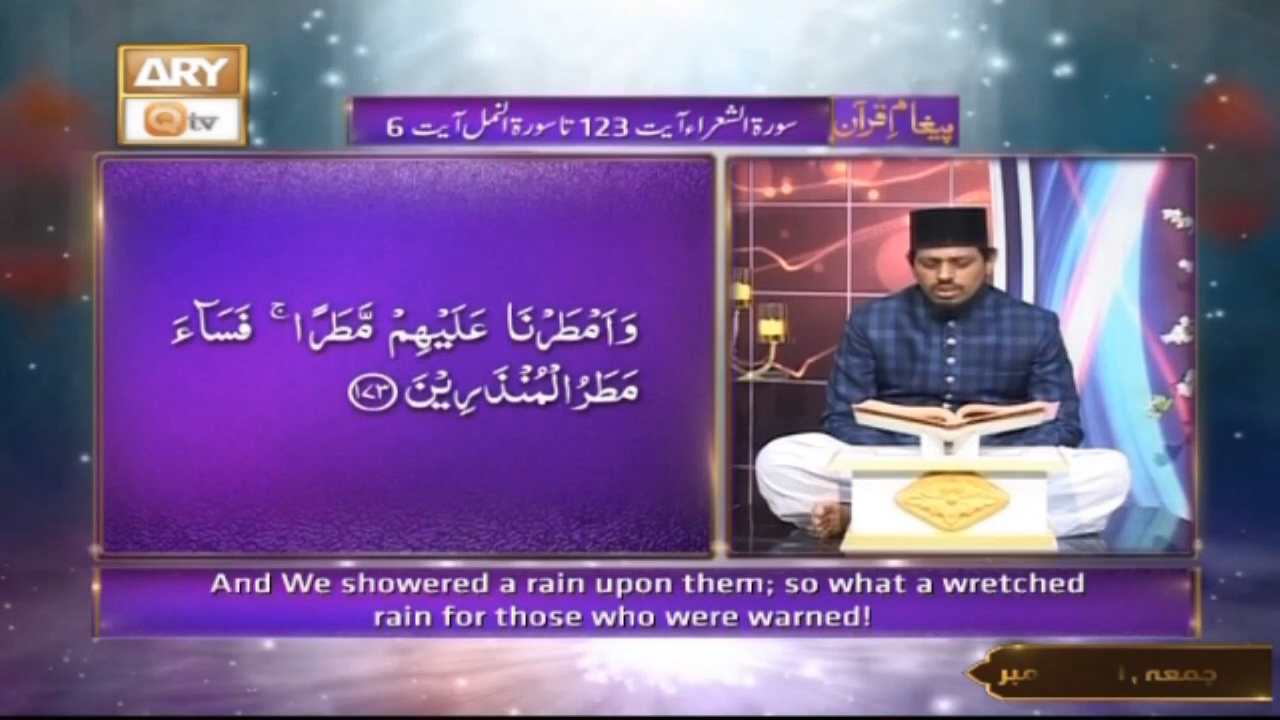 ARY
Qtv
سورۃ الشعراء آیت 123 تا سورۃ النمل آیت 6
پیغامِ قرآن
وَاَمْطَرْنَا عَلَيْهِمْ مَّطَرًا ۚ فَسَآءَ
مَطَرُ الْمُنْذَرِيْنَ ﴿۱۷۳﴾
And We showered a rain upon them; so what a wretched
rain for those who were warned!
جمعہ